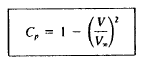 C_p = 1 − (V/V_∞)²